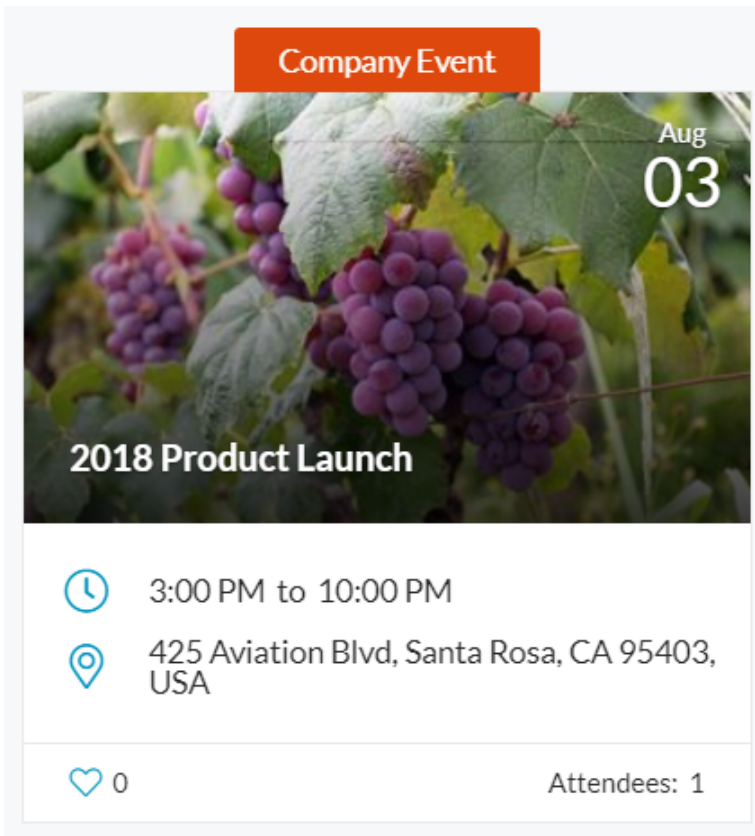 Company Event
Aug
03
2018 Product Launch
3:00 PM to 10:00 PM
425 Aviation Blvd, Santa Rosa, CA 95403,
USA
0
Attendees: 1